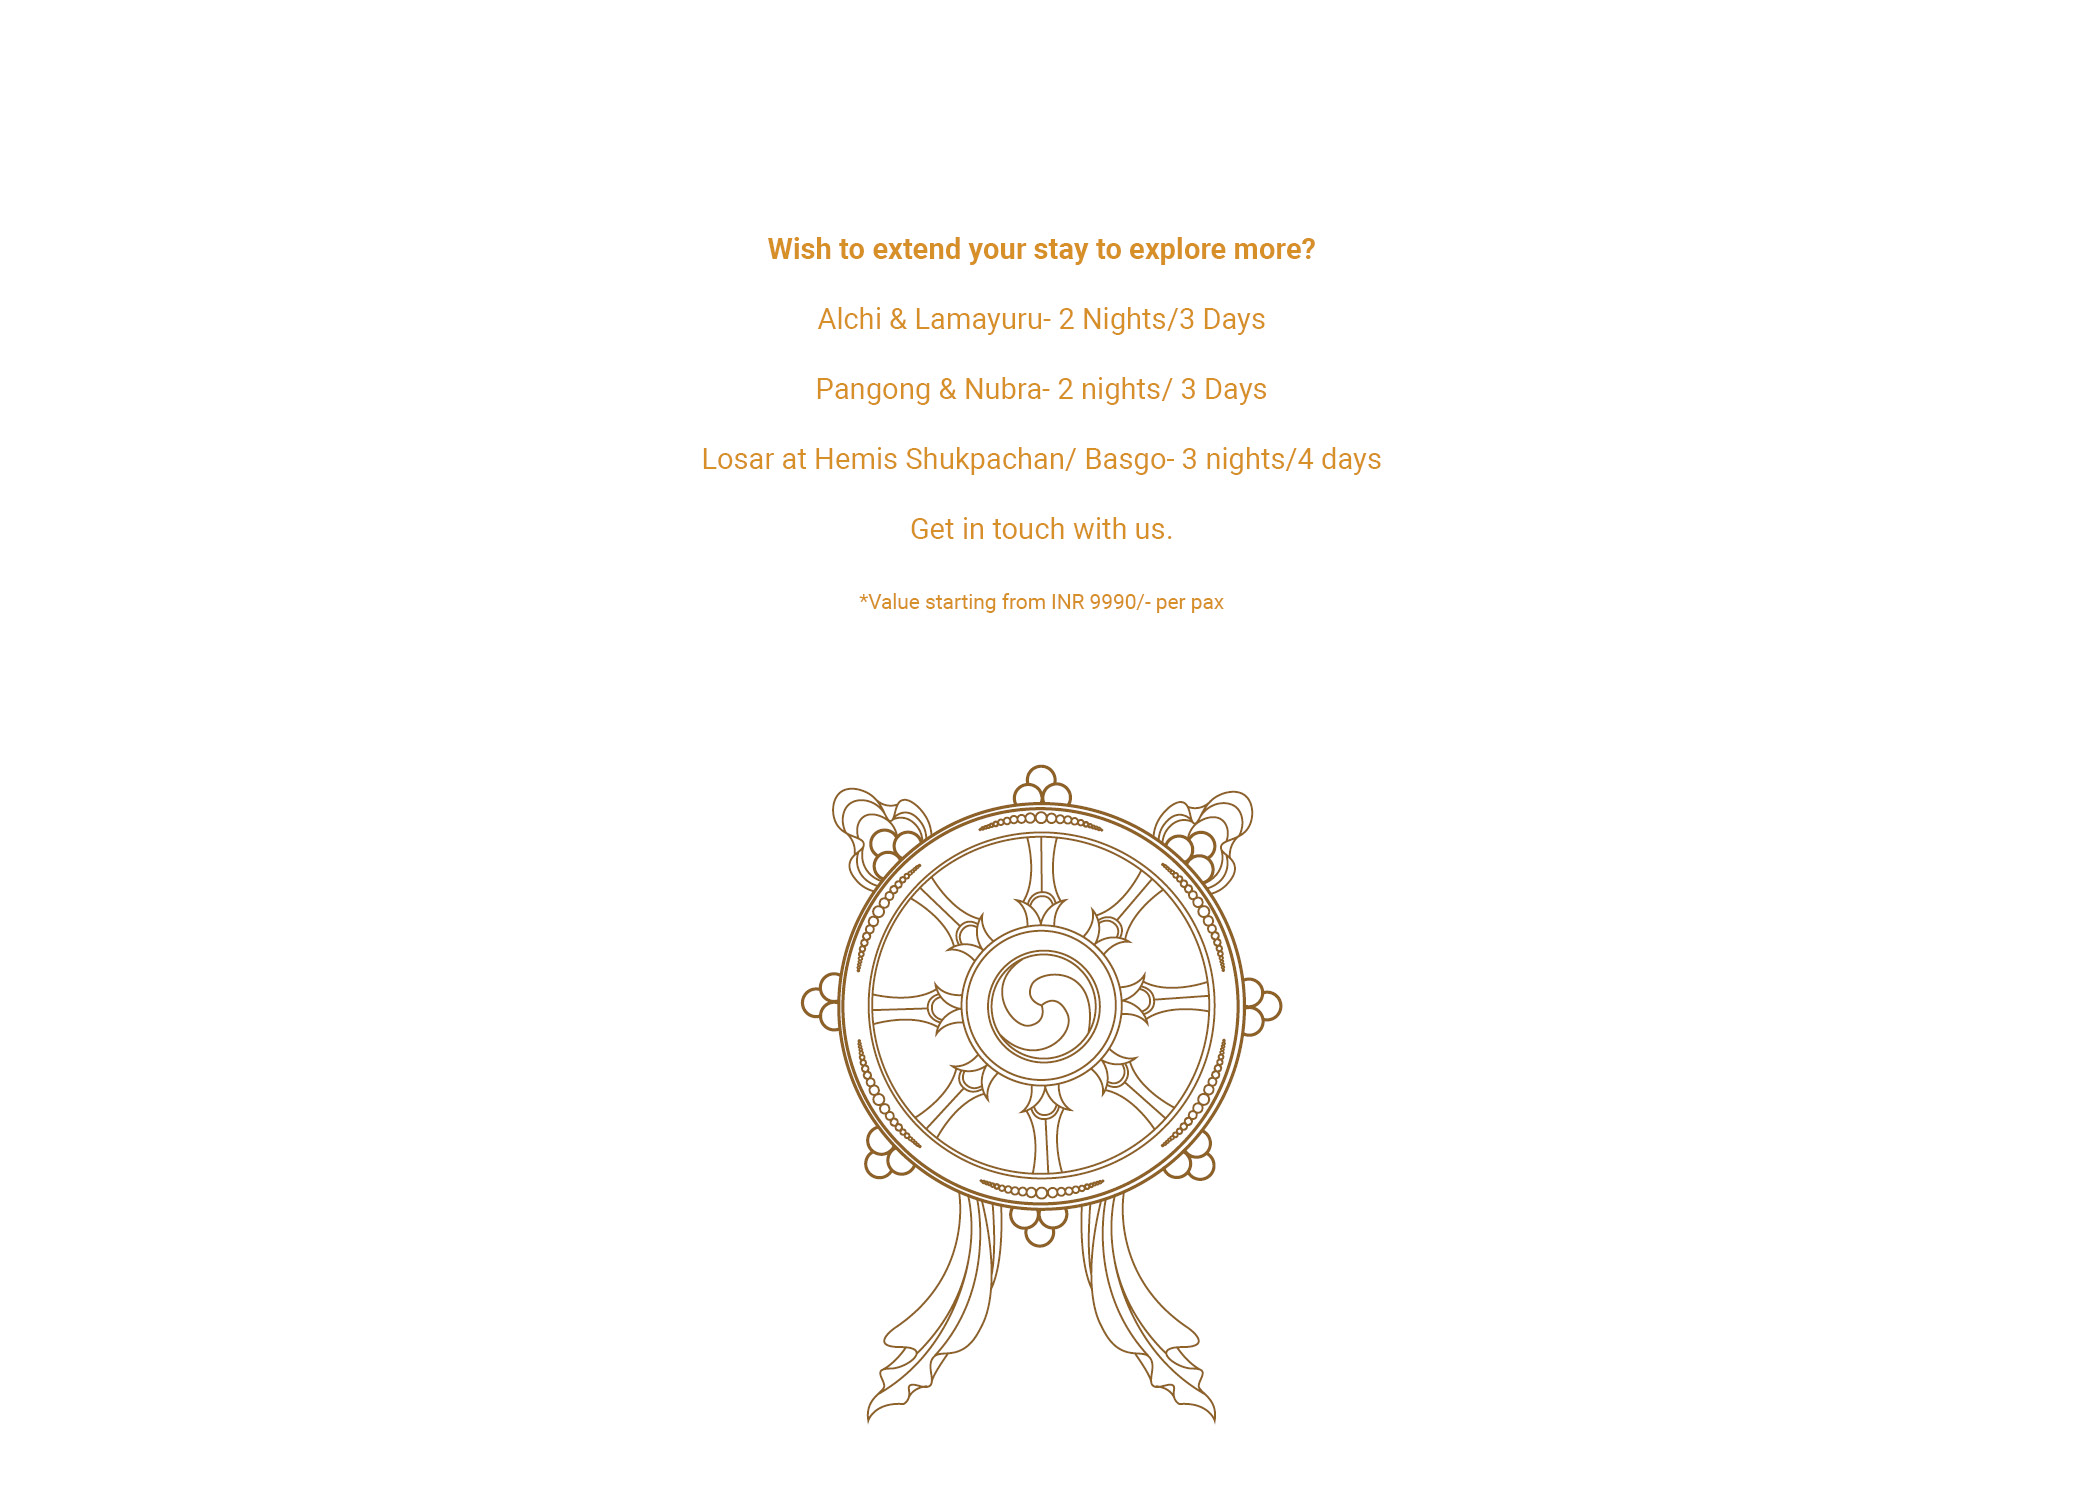 Wish to extend your stay to explore more?
Alchi & Lamayuru- 2 Nights/3 Days
Pangong & Nubra- 2 nights/ 3 Days
Losar at Hemis Shukpachan/ Basgo- 3 nights/4 days
Get in touch with us.
*Value starting from INR 9990/- per pax